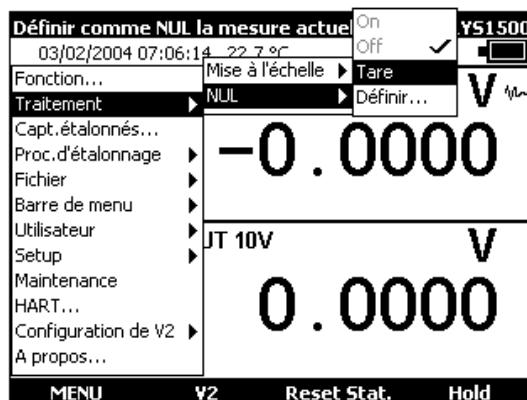 Définir comme NUL la mesure actue YS1500
03/02/2004 07:06:14 22.7 °C
On
Off
Tare
Définir...
Mise à l'échelle
NUL
Fonction...
Traitement
Capt.étalonnés...
Proc.d'étalonnage
Fichier
Barre de menu
Utilisateur
Setup
Maintenance
HART...
Configuration de V2
A propos...
V
-0.0000
UT 10V
V
0.0000
MENU V2 Reset Stat. Hold